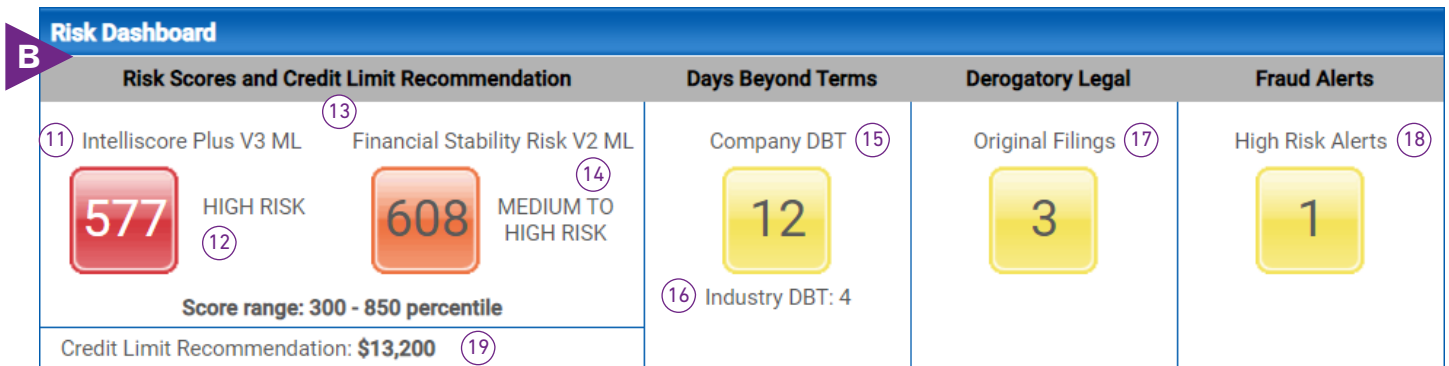 B
Risk Dashboard
Risk Scores and Credit Limit Recommendation
Days Beyond Terms
Derogatory Legal
Fraud Alerts
13
11 Intelliscore Plus V3 ML
Financial Stability Risk V2 ML
Company DBT 15
Original Filings 17
High Risk Alerts 18
14
577
HIGH RISK
12
608
MEDIUM TO
HIGH RISK
12
3
1
16 Industry DBT: 4
Score range: 300 - 850 percentile
Credit Limit Recommendation: $13,200 19